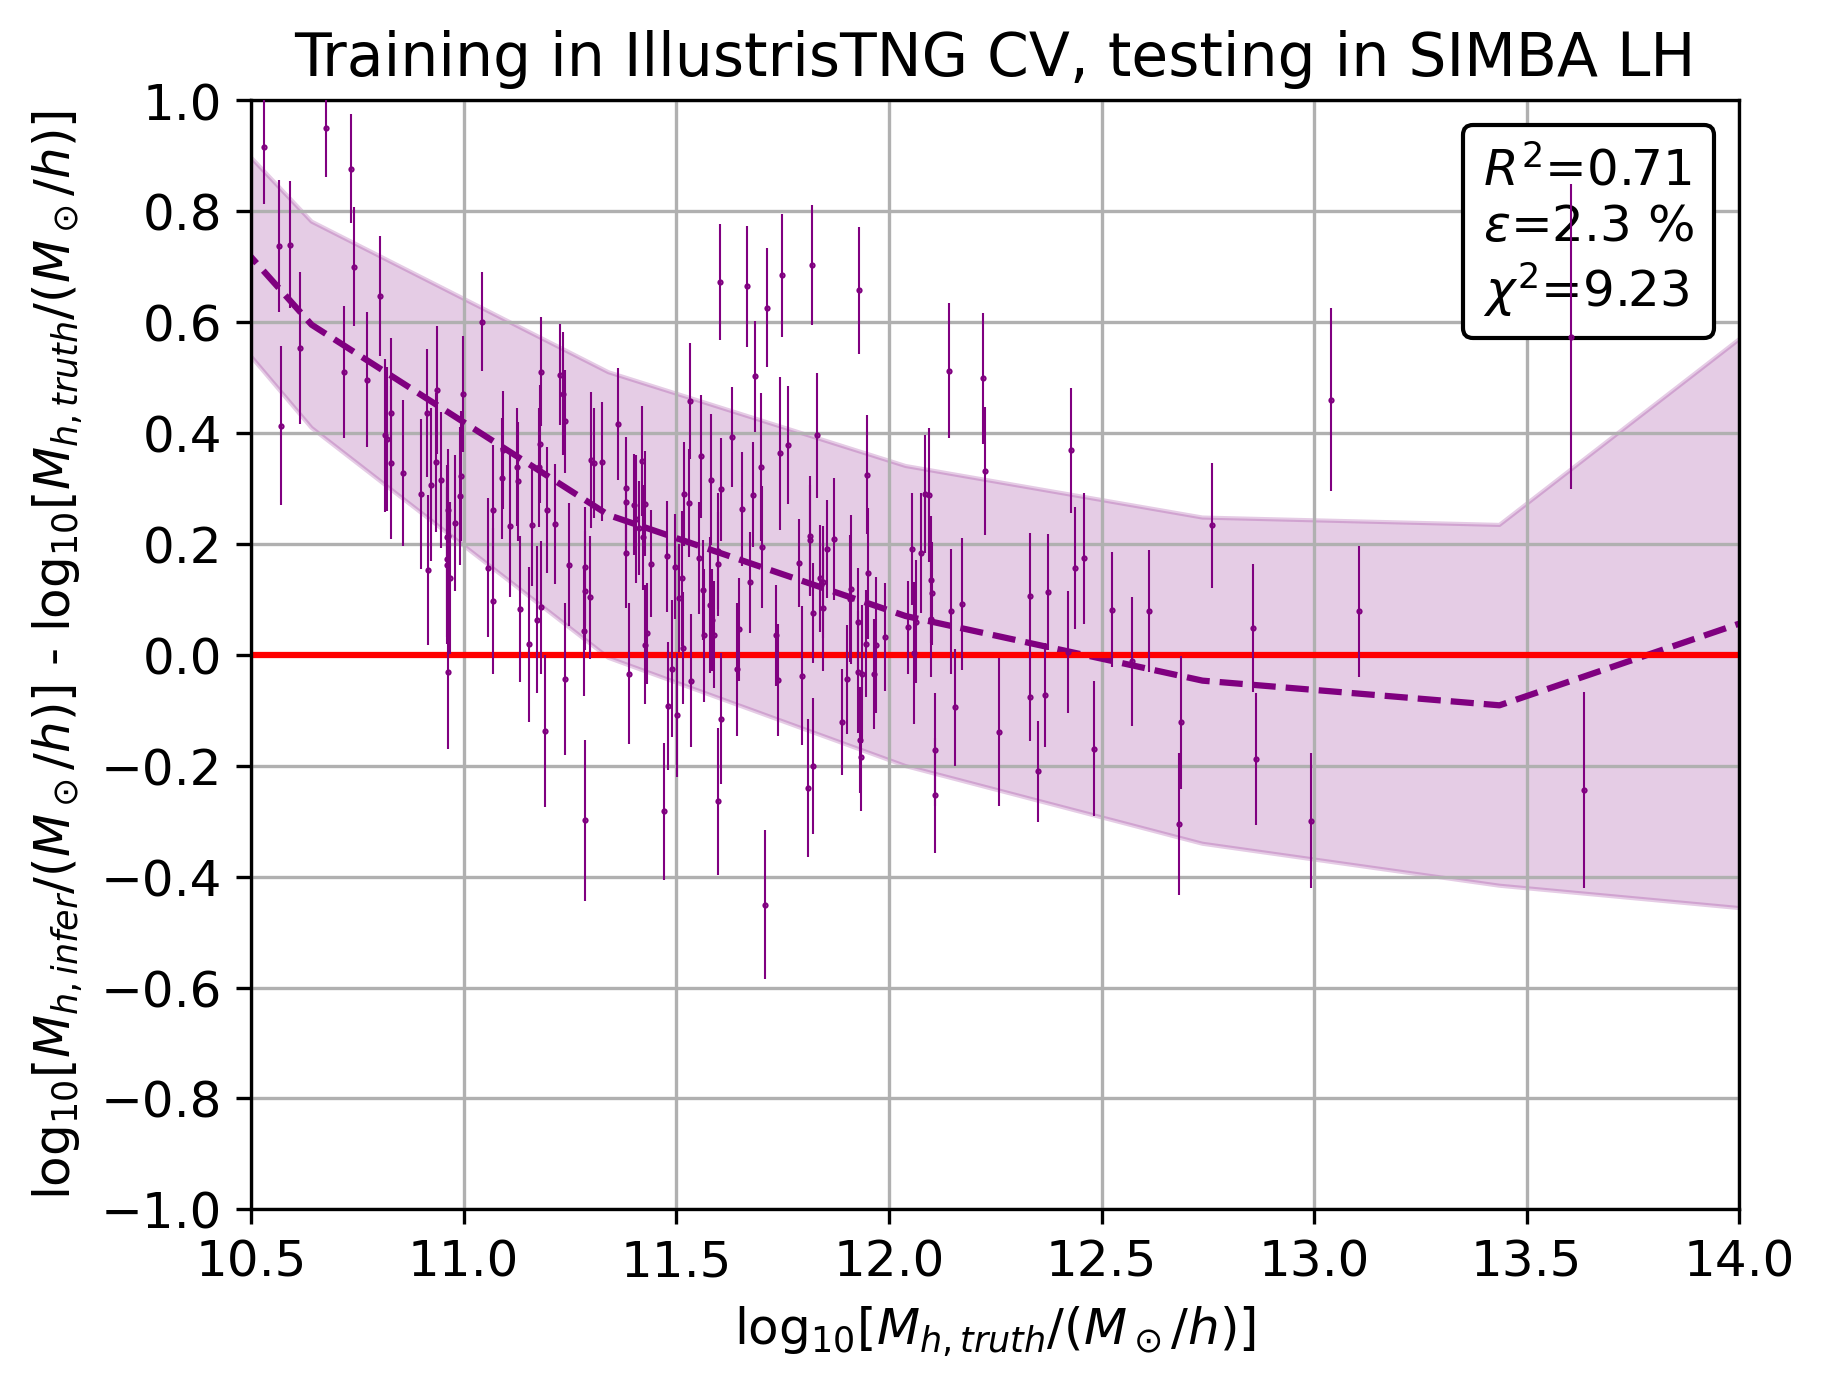 Training in IllustrisTNG CV, testing in SIMBA LH
log₁₀[M_{h,infer}/(M_⊙/h)] - log₁₀[M_{h,truth}/(M_⊙/h)]
1.0
0.8
0.6
0.4
0.2
0.0
−0.2
−0.4
−0.6
−0.8
−1.0
R²=0.71
ε=2.3 %
χ²=9.23
10.5 11.0 11.5 12.0 12.5 13.0 13.5 14.0
log₁₀[M_{h,truth}/(M_⊙/h)]